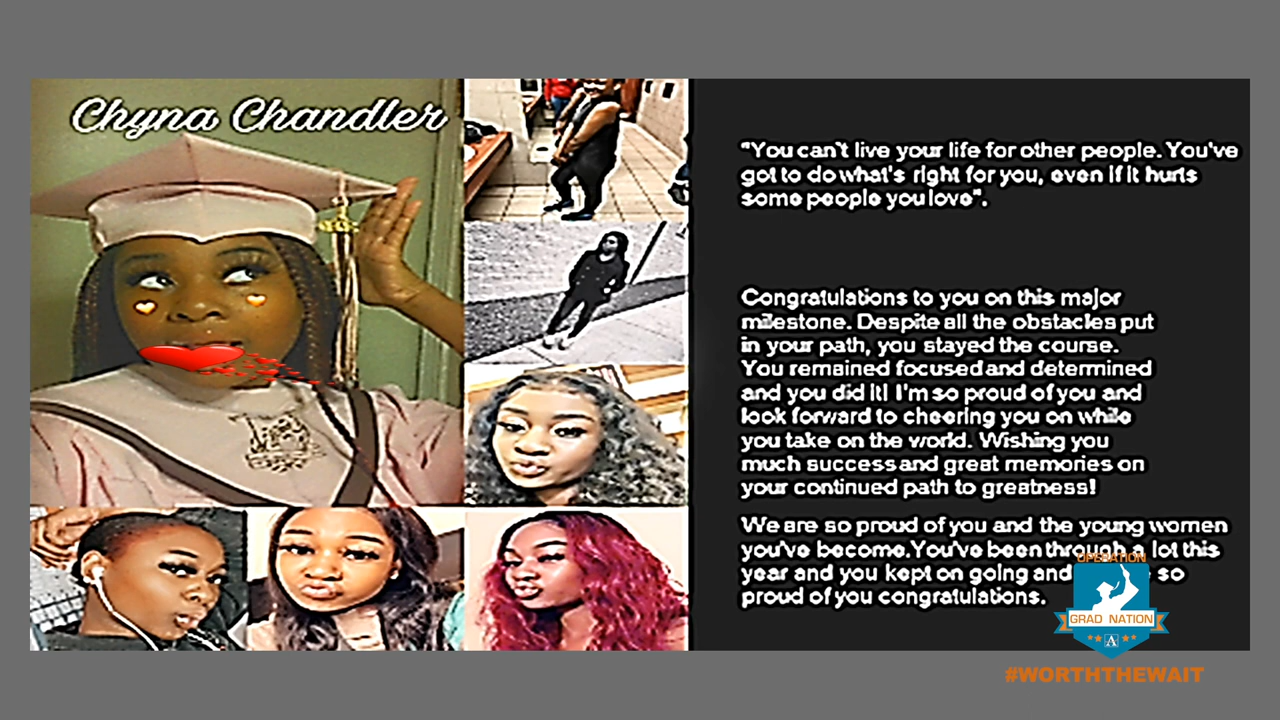 Chyna Chandler
"You can't live your life for other people. You've
got to do what's right for you, even if it hurts
some people you love".
Congratulations to you on this major
milestone. Despite all the obstacles put
in your path, you stayed the course.
You remained focused and determined
and you did it! I'm so proud of you and
look forward to cheering you on while
you take on the world. Wishing you
much success and great memories on
your continued path to greatness!
We are so proud of you and the young women
you've become.You've been through a lot this
year and you kept on going and so
proud of you congratulations.
OPERATION
GRAD NATION
A
#WORTHTHEWAIT